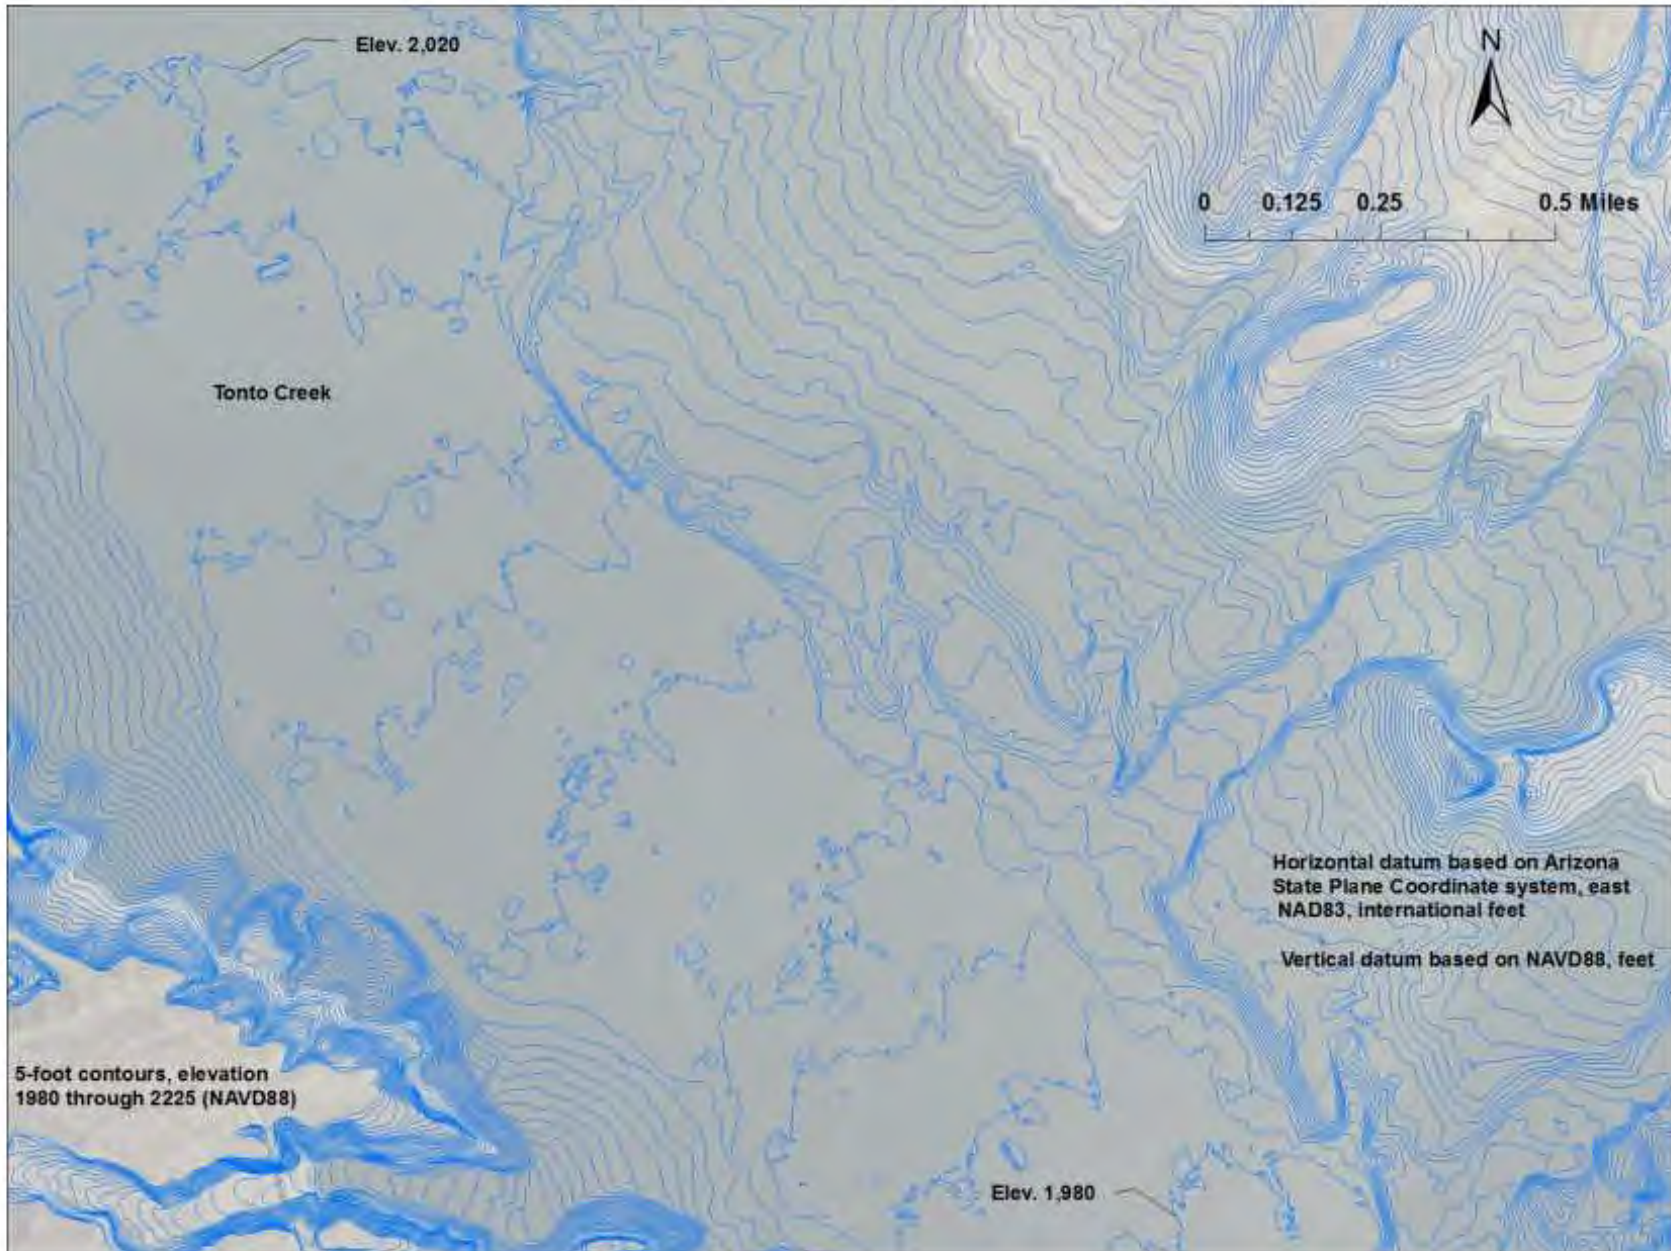 Elev. 2,020
N
0 0.125 0.25 0.5 Miles
Tonto Creek
Horizontal datum based on Arizona
State Plane Coordinate system, east
NAD83, international feet
Vertical datum based on NAVD88, feet
5-foot contours, elevation
1980 through 2225 (NAVD88)
Elev. 1,980